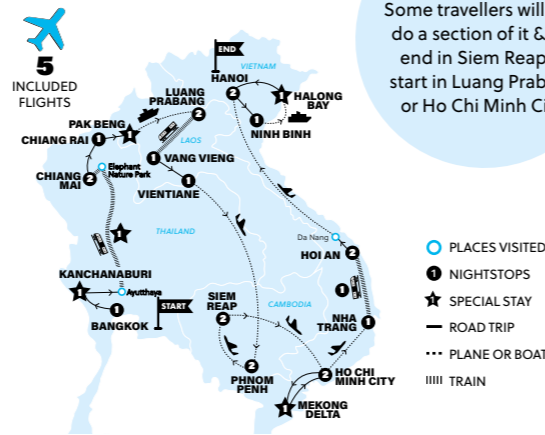 5
INCLUDED
FLIGHTS
Some travellers will
do a section of it &
end in Siem Reap
start in Luang Prab
or Ho Chi Minh Ci
END
VIETNAM
HANOI
2
1
HALONG
BAY
1
NINH BINH
LUANG
PRABANG
2
PAK BENG
1
CHIANG RAI
1
LAOS
1
VANG VIENG
1
VIENTIANE
Elephant
Nature Park
CHIANG
MAI
2
1
THAILAND
Da Nang
HOI AN
2
KANCHANABURI
1
Ayutthaya
START
1
BANGKOK
SIEM
REAP
2
CAMBODIA
1
NHA
TRANG
1
2
PHNOM
PENH
2
HO CHI
MINH CITY
1
MEKONG
DELTA
PLACES VISITED
1 NIGHTSTOPS
1 SPECIAL STAY
ROAD TRIP
PLANE OR BOAT
TRAIN